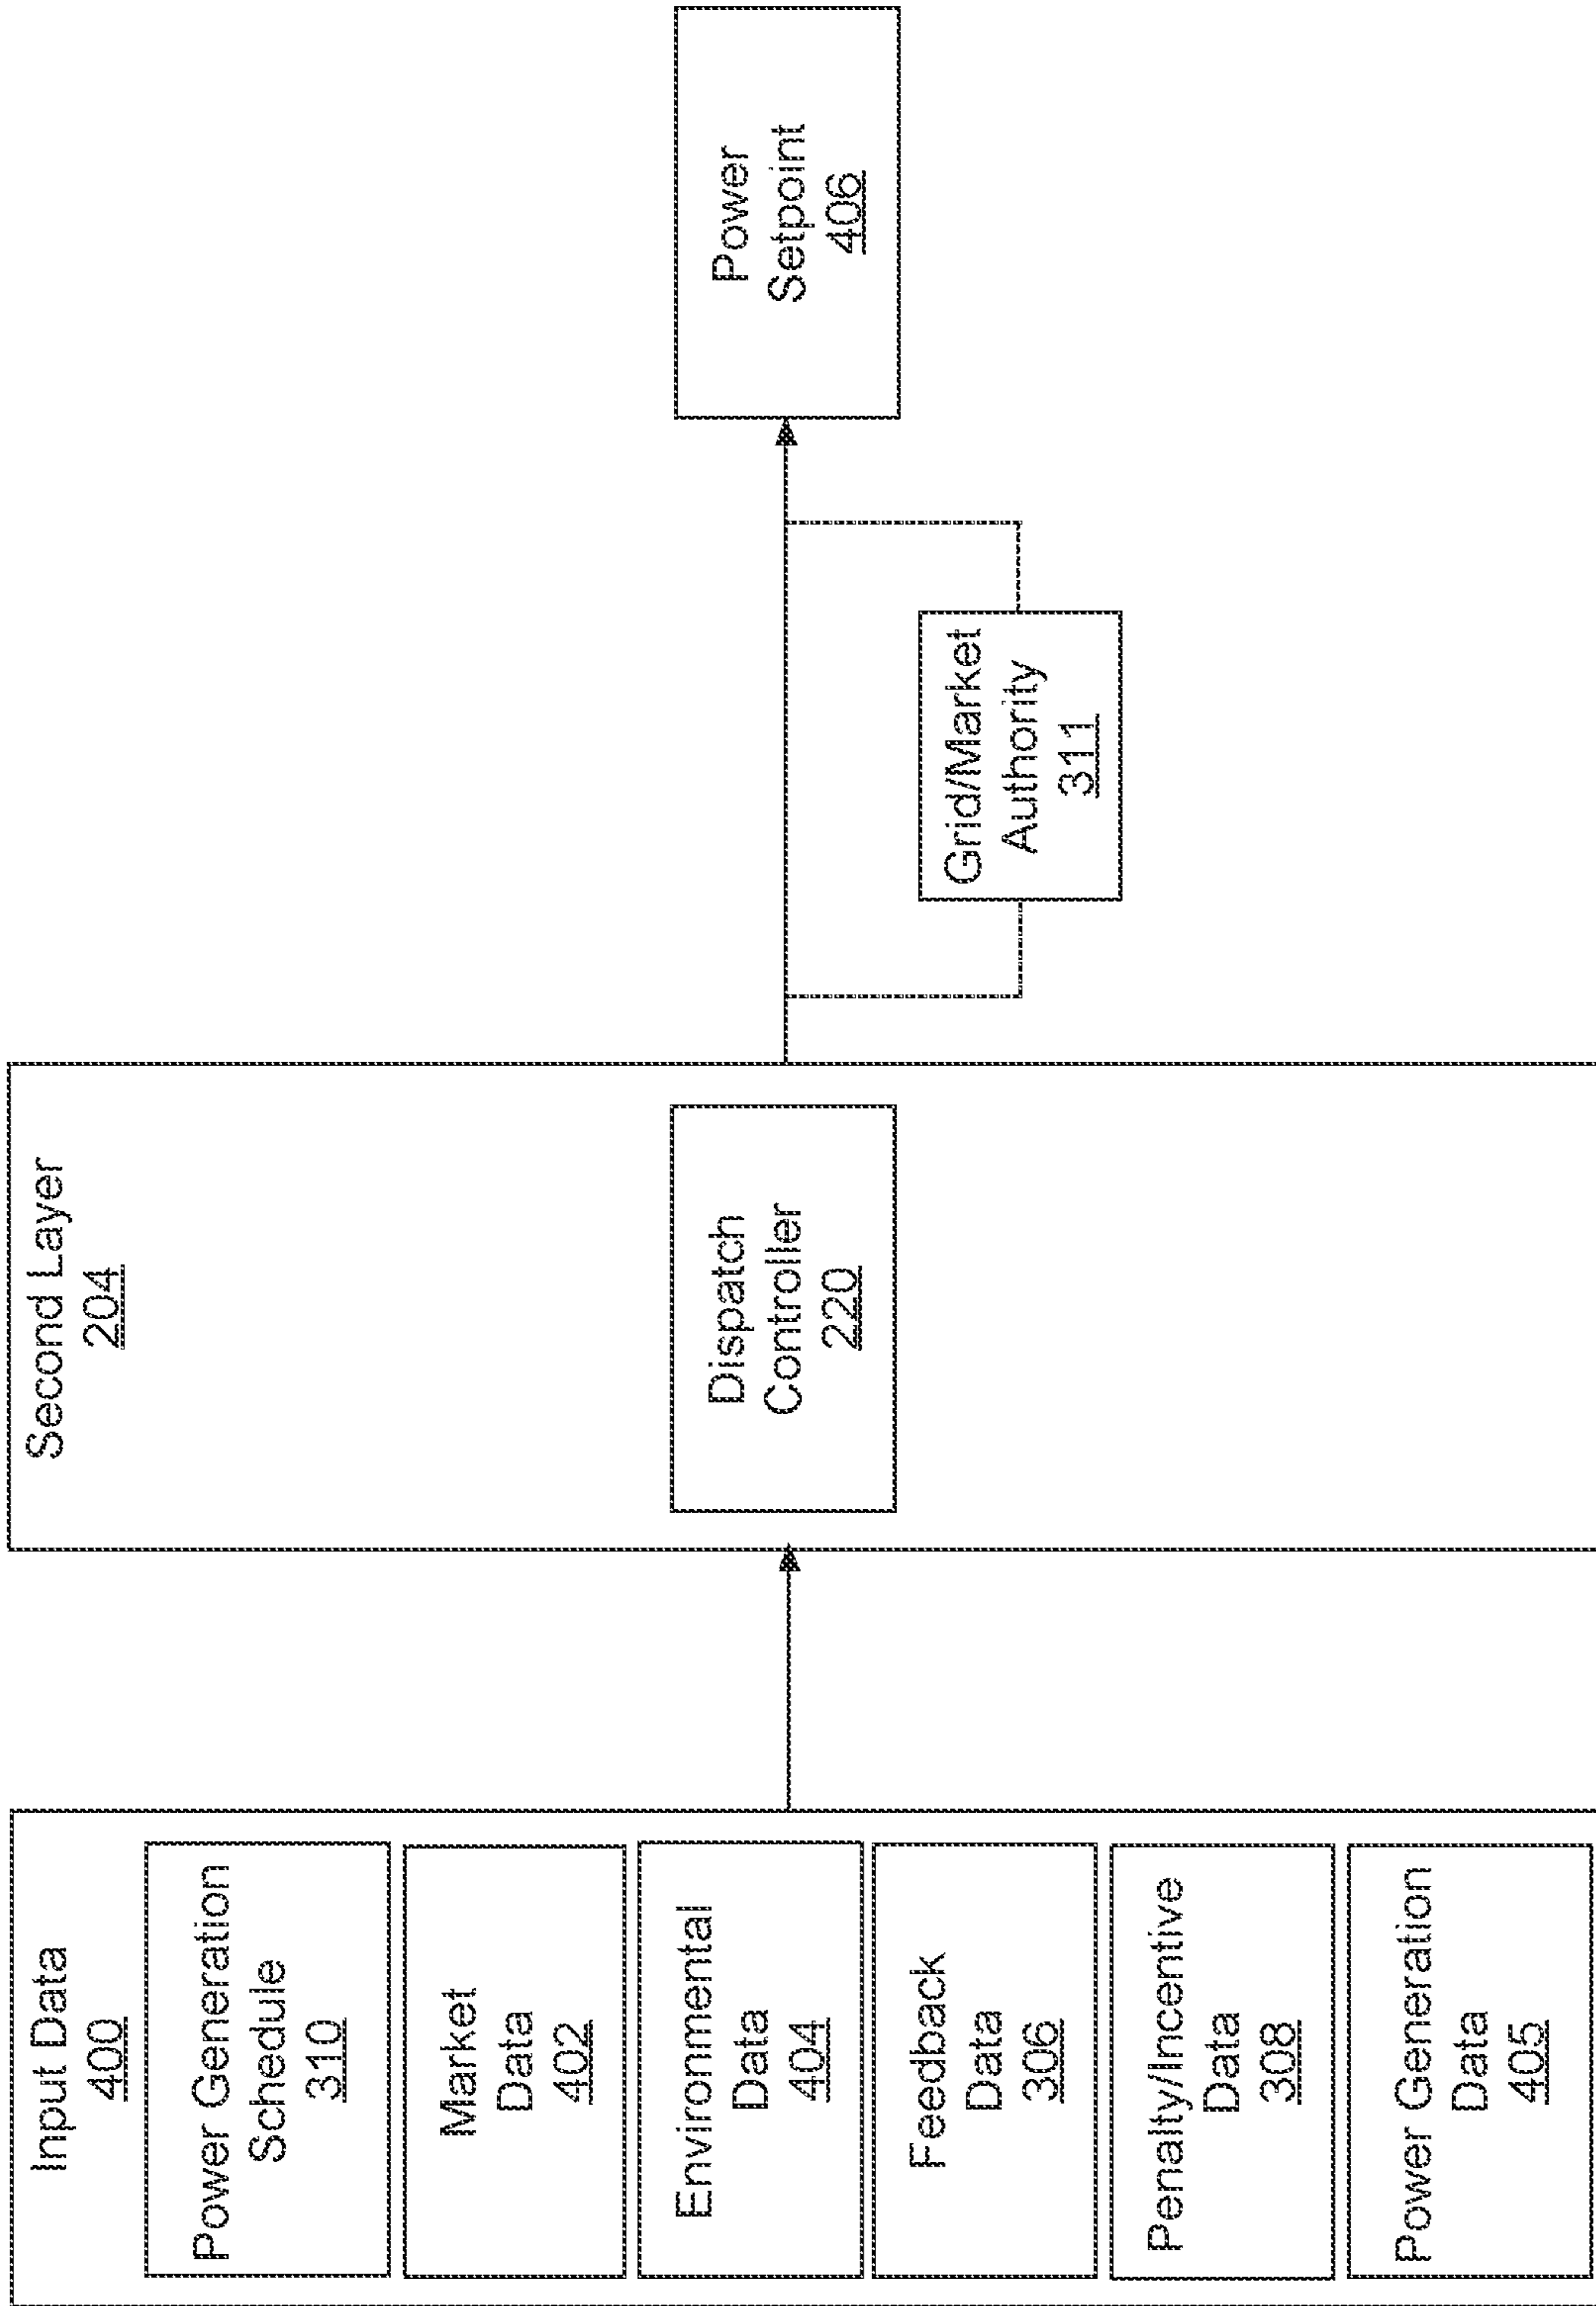 Input Data
400
Power Generation
Schedule
310
Market
Data
402
Environmental
Data
404
Feedback
Data
306
Penalty/Incentive
Data
308
Power Generation
Data
405
Second Layer
204
Dispatch
Controller
220
Grid/Market
Authority
311
Power
Setpoint
406